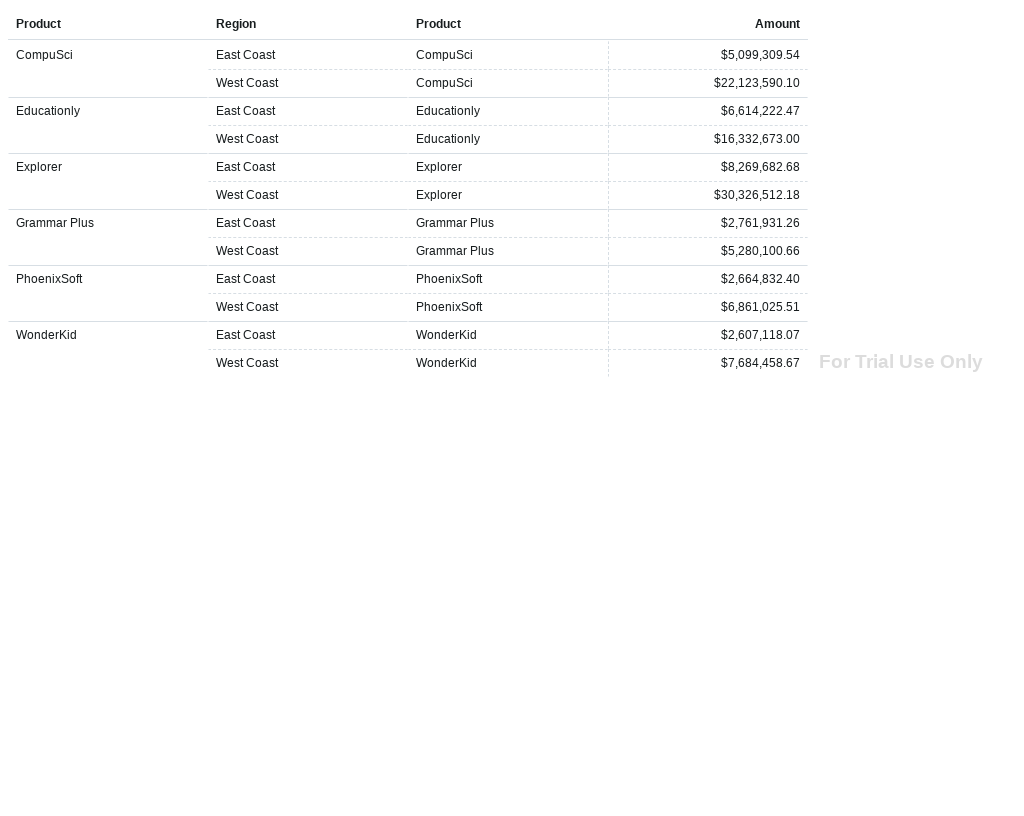 Product Region Product Amount
CompuSci East Coast CompuSci $5,099,309.54
West Coast CompuSci $22,123,590.10
Educationly East Coast Educationly $6,614,222.47
West Coast Educationly $16,332,673.00
Explorer East Coast Explorer $8,269,682.68
West Coast Explorer $30,326,512.18
Grammar Plus East Coast Grammar Plus $2,761,931.26
West Coast Grammar Plus $5,280,100.66
PhoenixSoft East Coast PhoenixSoft $2,664,832.40
West Coast PhoenixSoft $6,861,025.51
WonderKid East Coast WonderKid $2,607,118.07
West Coast WonderKid $7,684,458.67
For Trial Use Only